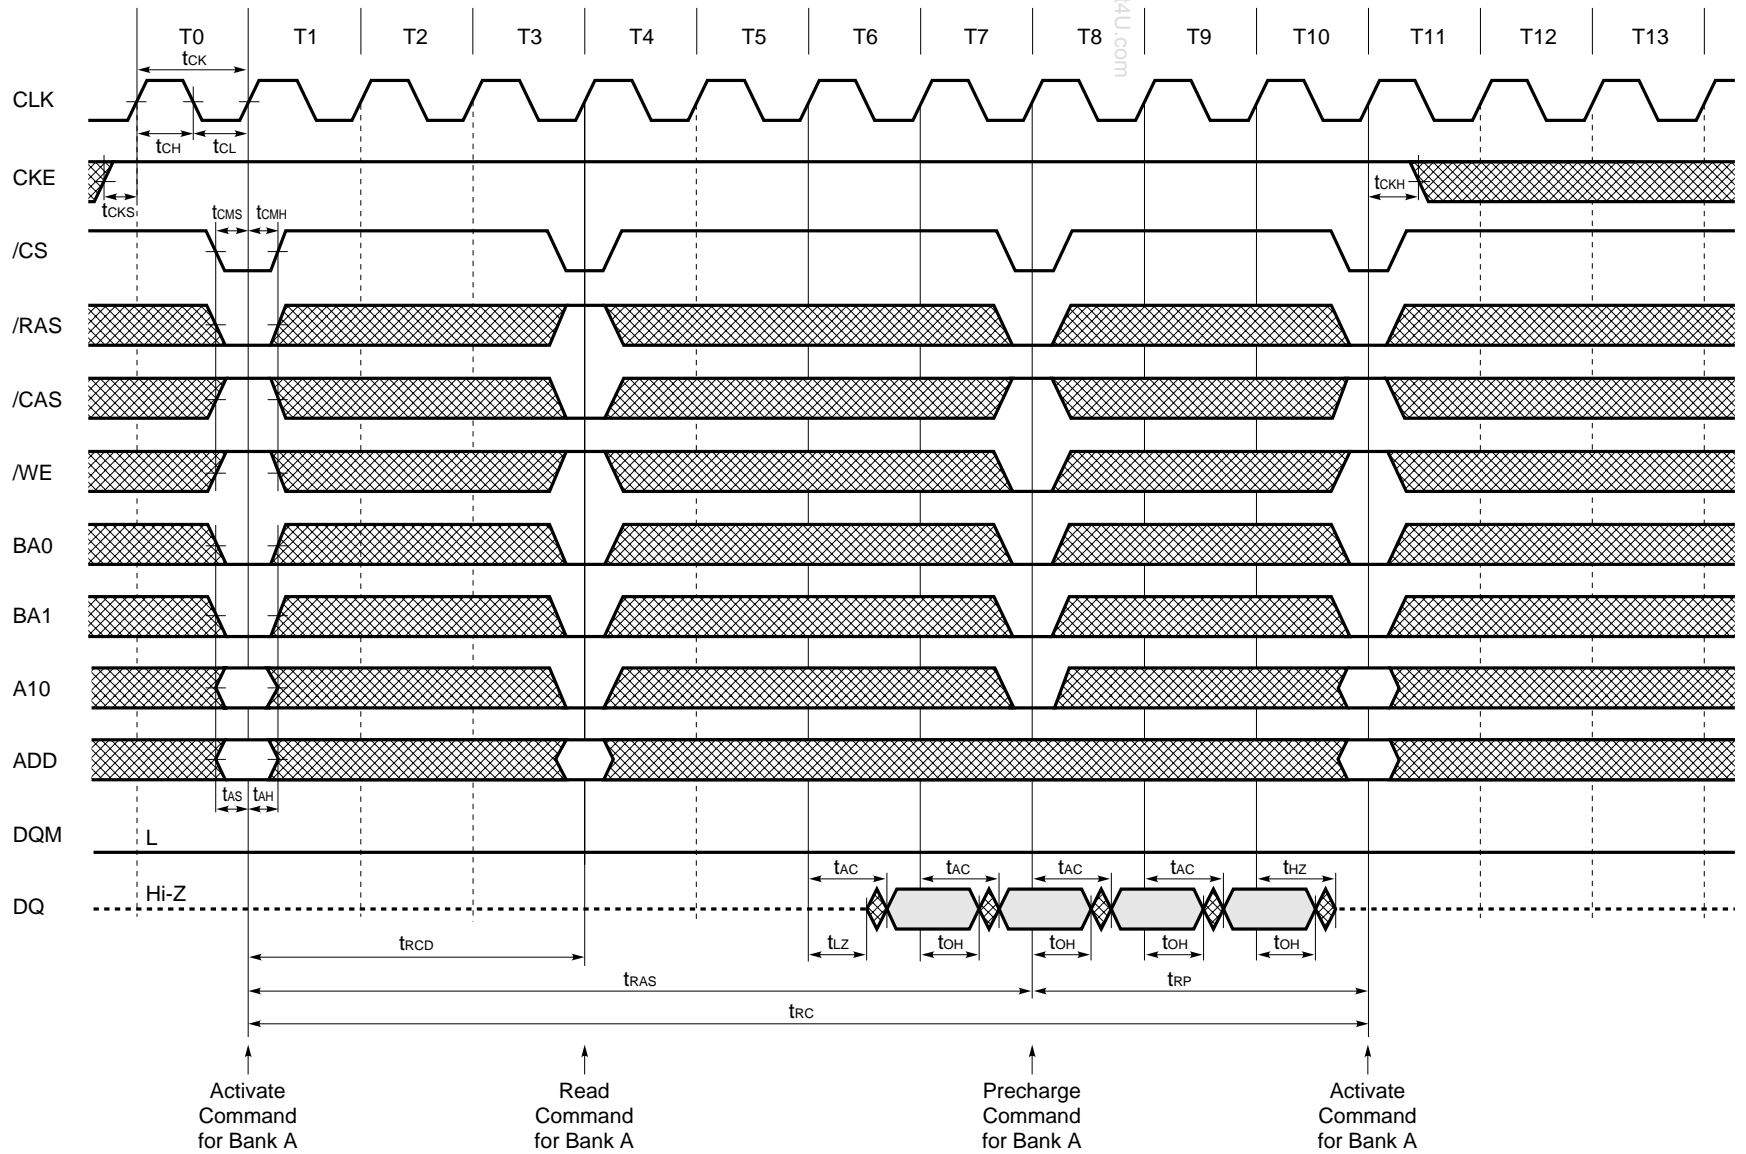 T0 T1 T2 T3 T4 T5 T6 T7 T8 T9 T10 T11 T12 T13
tCK
CLK
tCH tCL
CKE
tCKH
tCKS tCMS tCMH
/CS
/RAS
/CAS
/WE
BA0
BA1
A10
ADD
tAS tAH
DQM
L
tAC tAC tAC tAC tHZ
Hi-Z
DQ
tRCD tLZ tOH tOH tOH tOH
tRAS tRP
tRC
Activate Command for Bank A
Read Command for Bank A
Precharge Command for Bank A
Activate Command for Bank A
t4U.com